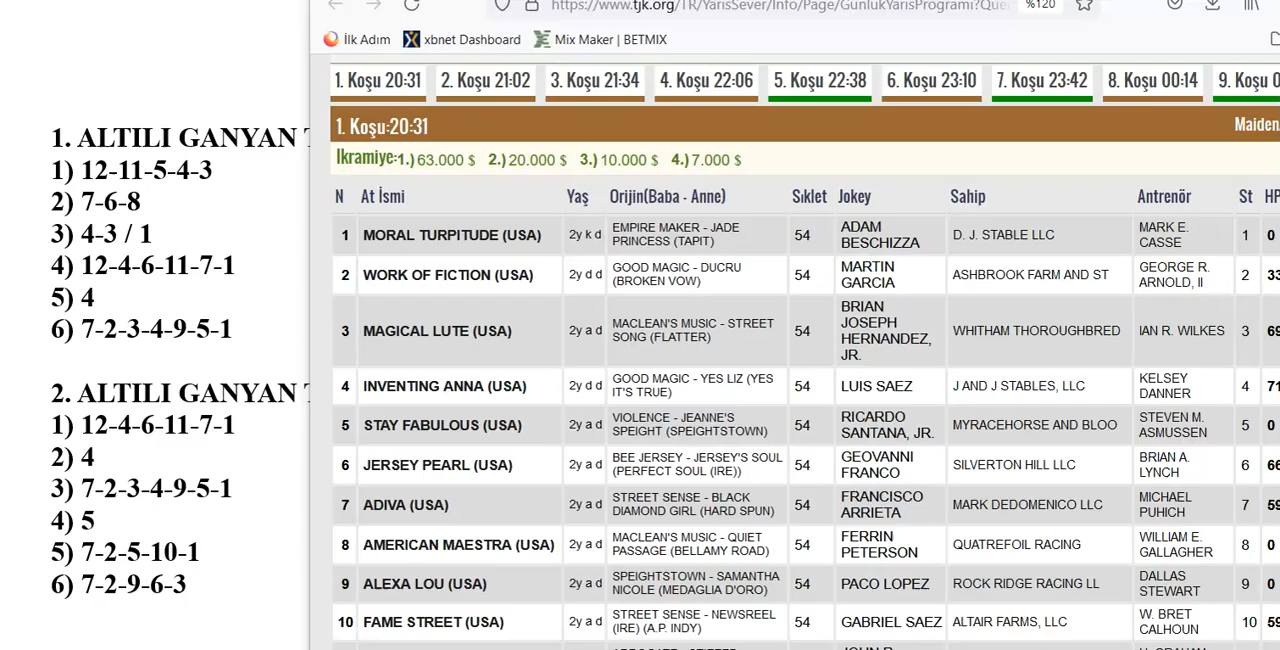 1. ALTILI GANYAN
1) 12-11-5-4-3
2) 7-6-8
3) 4-3 / 1
4) 12-4-6-11-7-1
5) 4
6) 7-2-3-4-9-5-1
2. ALTILI GANYAN
1) 12-4-6-11-7-1
2) 4
3) 7-2-3-4-9-5-1
4) 5
5) 7-2-5-10-1
6) 7-2-9-6-3
https://www.tjk.org/TR/YarisSever/Info/Page/GunlukYarisProgrami?Que %120
İlk Adım xbnet Dashboard Mix Maker | BETMIX
1. Koşu 20:31 2. Koşu 21:02 3. Koşu 21:34 4. Koşu 22:06 5. Koşu 22:38 6. Koşu 23:10 7. Koşu 23:42 8. Koşu 00:14 9. Koşu
1. Koşu:20:31 Maiden
İkramiye:1.) 63.000 $ 2.) 20.000 $ 3.) 10.000 $ 4.) 7.000 $
N At İsmi Yaş Orijin(Baba - Anne) Sıklet Jokey Sahip Antrenör St HP
1 MORAL TURPITUDE (USA) 2y k d EMPIRE MAKER - JADE PRINCESS (TAPIT) 54 ADAM BESCHIZZA D. J. STABLE LLC MARK E. CASSE 1 0
2 WORK OF FICTION (USA) 2y d d GOOD MAGIC - DUCRU (BROKEN VOW) 54 MARTIN GARCIA ASHBROOK FARM AND ST GEORGE R. ARNOLD, II 2 33
3 MAGICAL LUTE (USA) 2y a d MACLEAN'S MUSIC - STREET SONG (FLATTER) 54 BRIAN JOSEPH HERNANDEZ, JR. WHITHAM THOROUGHBRED IAN R. WILKES 3 69
4 INVENTING ANNA (USA) 2y d d GOOD MAGIC - YES LIZ (YES IT'S TRUE) 54 LUIS SAEZ J AND J STABLES, LLC KELSEY DANNER 4 71
5 STAY FABULOUS (USA) 2y a d VIOLENCE - JEANNE'S SPEIGHT (SPEIGHTSTOWN) 54 RICARDO SANTANA, JR. MYRACEHORSE AND BLOO STEVEN M. ASMUSSEN 5 0
6 JERSEY PEARL (USA) 2y a d BEE JERSEY - JERSEY'S SOUL (PERFECT SOUL (IRE)) 54 GEOVANNI FRANCO SILVERTON HILL LLC BRIAN A. LYNCH 6 66
7 ADIVA (USA) 2y a d STREET SENSE - BLACK DIAMOND GIRL (HARD SPUN) 54 FRANCISCO ARRIETA MARK DEDOMENICO LLC MICHAEL PUHICH 7 59
8 AMERICAN MAESTRA (USA) 2y a d MACLEAN'S MUSIC - QUIET PASSAGE (BELLAMY ROAD) 54 FERRIN PETERSON QUATREFOIL RACING WILLIAM E. GALLAGHER 8 0
9 ALEXA LOU (USA) 2y a d SPEIGHTSTOWN - SAMANTHA NICOLE (MEDAGLIA D'ORO) 54 PACO LOPEZ ROCK RIDGE RACING LL DALLAS STEWART 9 0
10 FAME STREET (USA) 2y a d STREET SENSE - NEWSREEL (IRE) (A.P. INDY) 54 GABRIEL SAEZ ALTAIR FARMS, LLC W. BRET CALHOUN 10 59